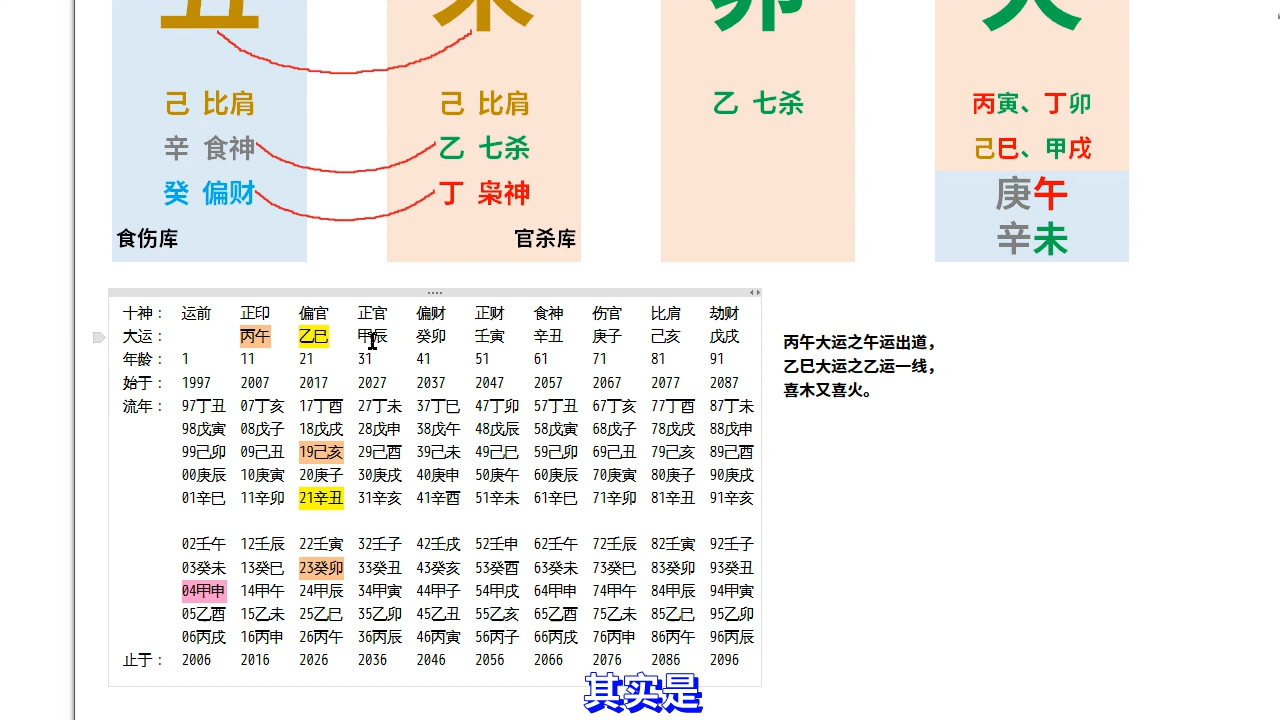 丑 未 卯
己 比肩 己 比肩 乙 七杀 丙寅、丁卯
辛 食神 乙 七杀 己巳、甲戌
癸 偏财 丁 枭神 庚午
食伤库 官杀库 辛未
十神： 运前 正印 偏官 正官 偏财 正财 食神 伤官 比肩 劫财
大运： 丙午 乙巳 甲辰 癸卯 壬寅 辛丑 庚子 己亥 戊戌
年龄： 1 11 21 31 41 51 61 71 81 91
始于： 1997 2007 2017 2027 2037 2047 2057 2067 2077 2087
流年： 97丁丑 07丁亥 17丁酉 27丁未 37丁巳 47丁卯 57丁丑 67丁亥 77丁酉 87丁未
98戊寅 08戊子 18戊戌 28戊申 38戊午 48戊辰 58戊寅 68戊子 78戊戌 88戊申
99己卯 09己丑 19己亥 29己酉 39己未 49己巳 59己卯 69己丑 79己亥 89己酉
00庚辰 10庚寅 20庚子 30庚戌 40庚申 50庚午 60庚辰 70庚寅 80庚子 90庚戌
01辛巳 11辛卯 21辛丑 31辛亥 41辛酉 51辛未 61辛巳 71辛卯 81辛丑 91辛亥
02壬午 12壬辰 22壬寅 32壬子 42壬戌 52壬申 62壬午 72壬辰 82壬寅 92壬子
03癸未 13癸巳 23癸卯 33癸丑 43癸亥 53癸酉 63癸未 73癸巳 83癸卯 93癸丑
04甲申 14甲午 24甲辰 34甲寅 44甲子 54甲戌 64甲申 74甲午 84甲辰 94甲寅
05乙酉 15乙未 25乙巳 35乙卯 45乙丑 55乙亥 65乙酉 75乙未 85乙巳 95乙卯
06丙戌 16丙申 26丙午 36丙辰 46丙寅 56丙子 66丙戌 76丙申 86丙午 96丙辰
止于： 2006 2016 2026 2036 2046 2056 2066 2076 2086 2096
丙午大运之午运出道，
乙巳大运之乙运一线，
喜木又喜火。
其实是